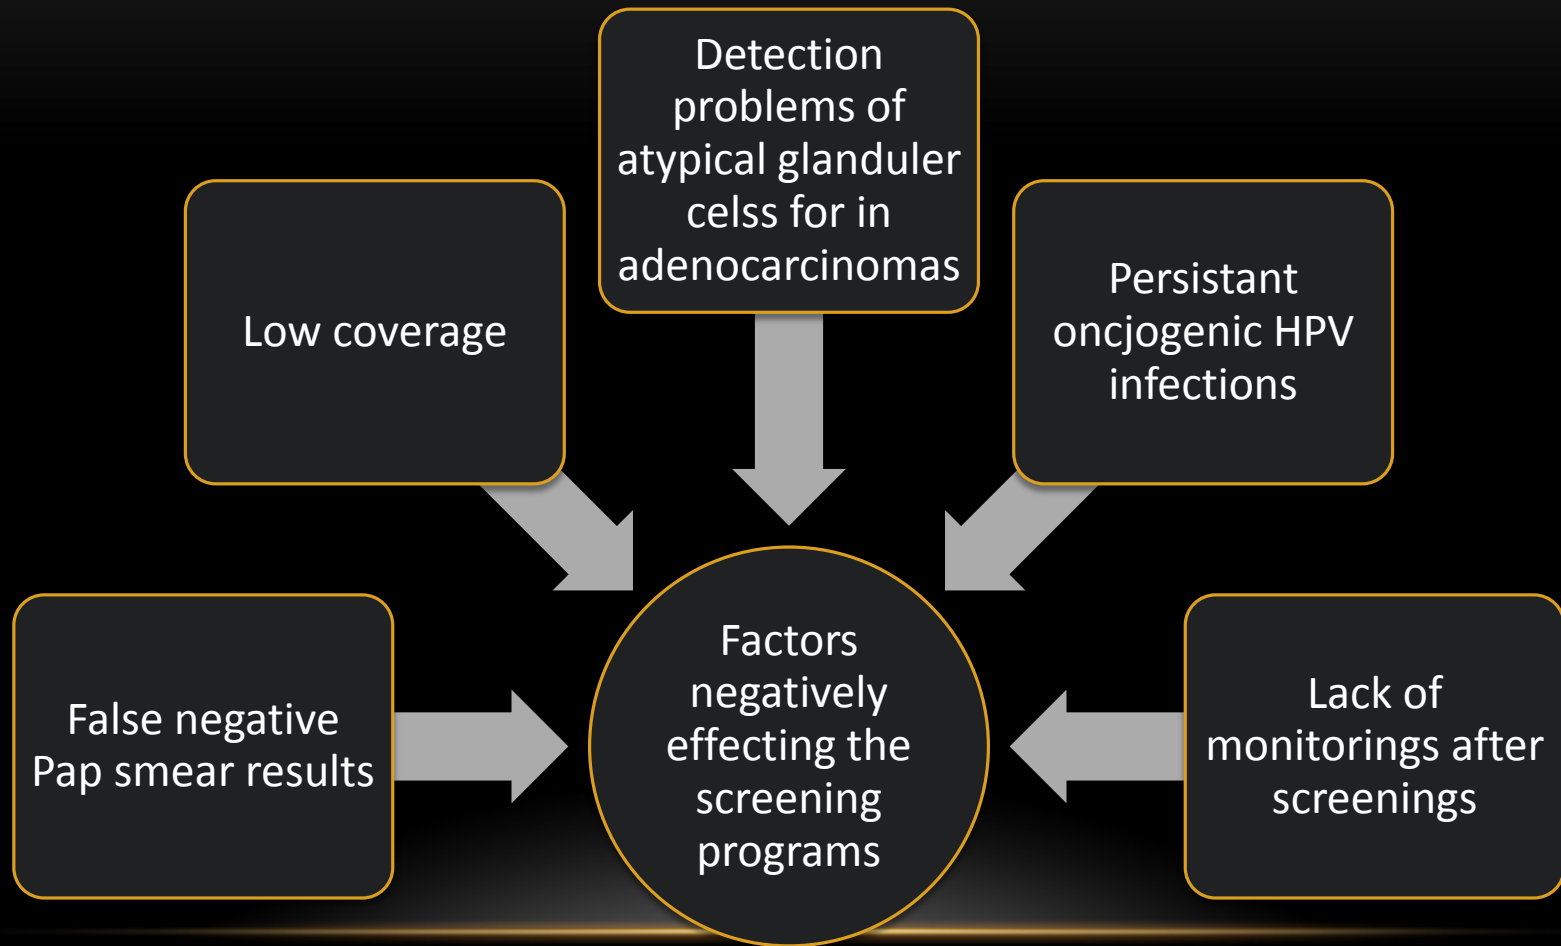 Detection
problems of
atypical glanduler
celss for in
adenocarcinomas
Low coverage
Persistant
oncjogenic HPV
infections
False negative
Pap smear results
Factors
negatively
effecting the
screening
programs
Lack of
monitorings after
screenings